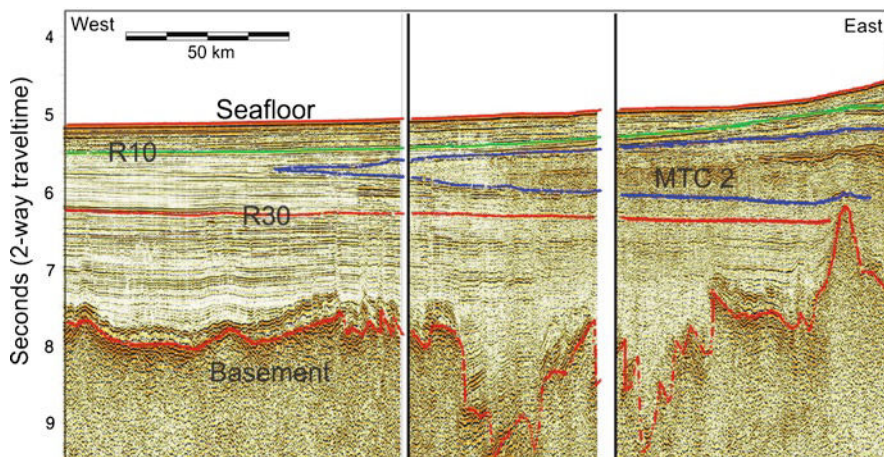 West
East
50 km
Seafloor
R10
MTC 2
R30
Basement
Seconds (2-way traveltime)
4
5
6
7
8
9